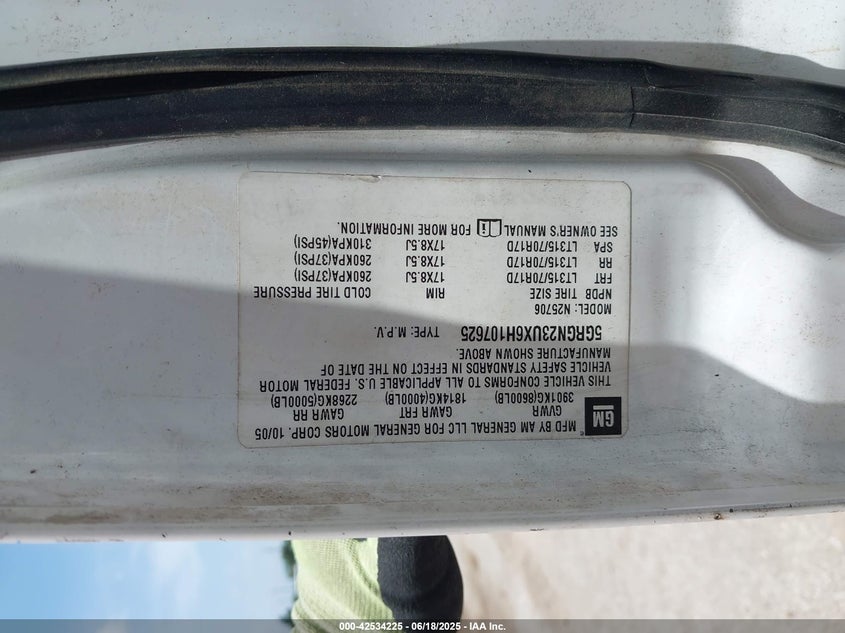 MFD BY AM GENERAL LLC FOR GENERAL MOTORS CORP. 10/05
GM
GVWR GAWR FRT GAWR RR
3901KG(8600LB) 1814KG(4000LB) 2268KG(5000LB)
THIS VEHICLE CONFORMS TO ALL APPLICABLE U.S. FEDERAL MOTOR
VEHICLE SAFETY STANDARDS IN EFFECT ON THE DATE OF
MANUFACTURE SHOWN ABOVE.
5GRGN23UX6H107625 TYPE: M.P.V.
MODEL: N25706
NPDB TIRE SIZE RIM COLD TIRE PRESSURE
FRT LT315/70R17D 17X8.5J 260KPA(37PSI)
RR LT315/70R17D 17X8.5J 260KPA(37PSI)
SPA LT315/70R17D 17X8.5J 310KPA(45PSI)
SEE OWNER'S MANUAL FOR MORE INFORMATION.
000-42534225 - 06/18/2025 - IAA Inc.